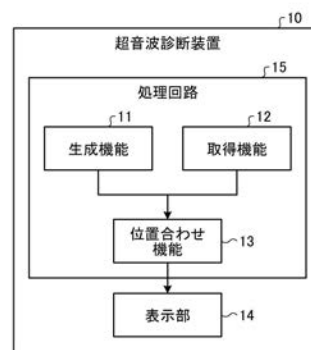 10
超音波診断装置
15
処理回路
11
12
生成機能
取得機能
位置合わせ
機能
13
表示部
14